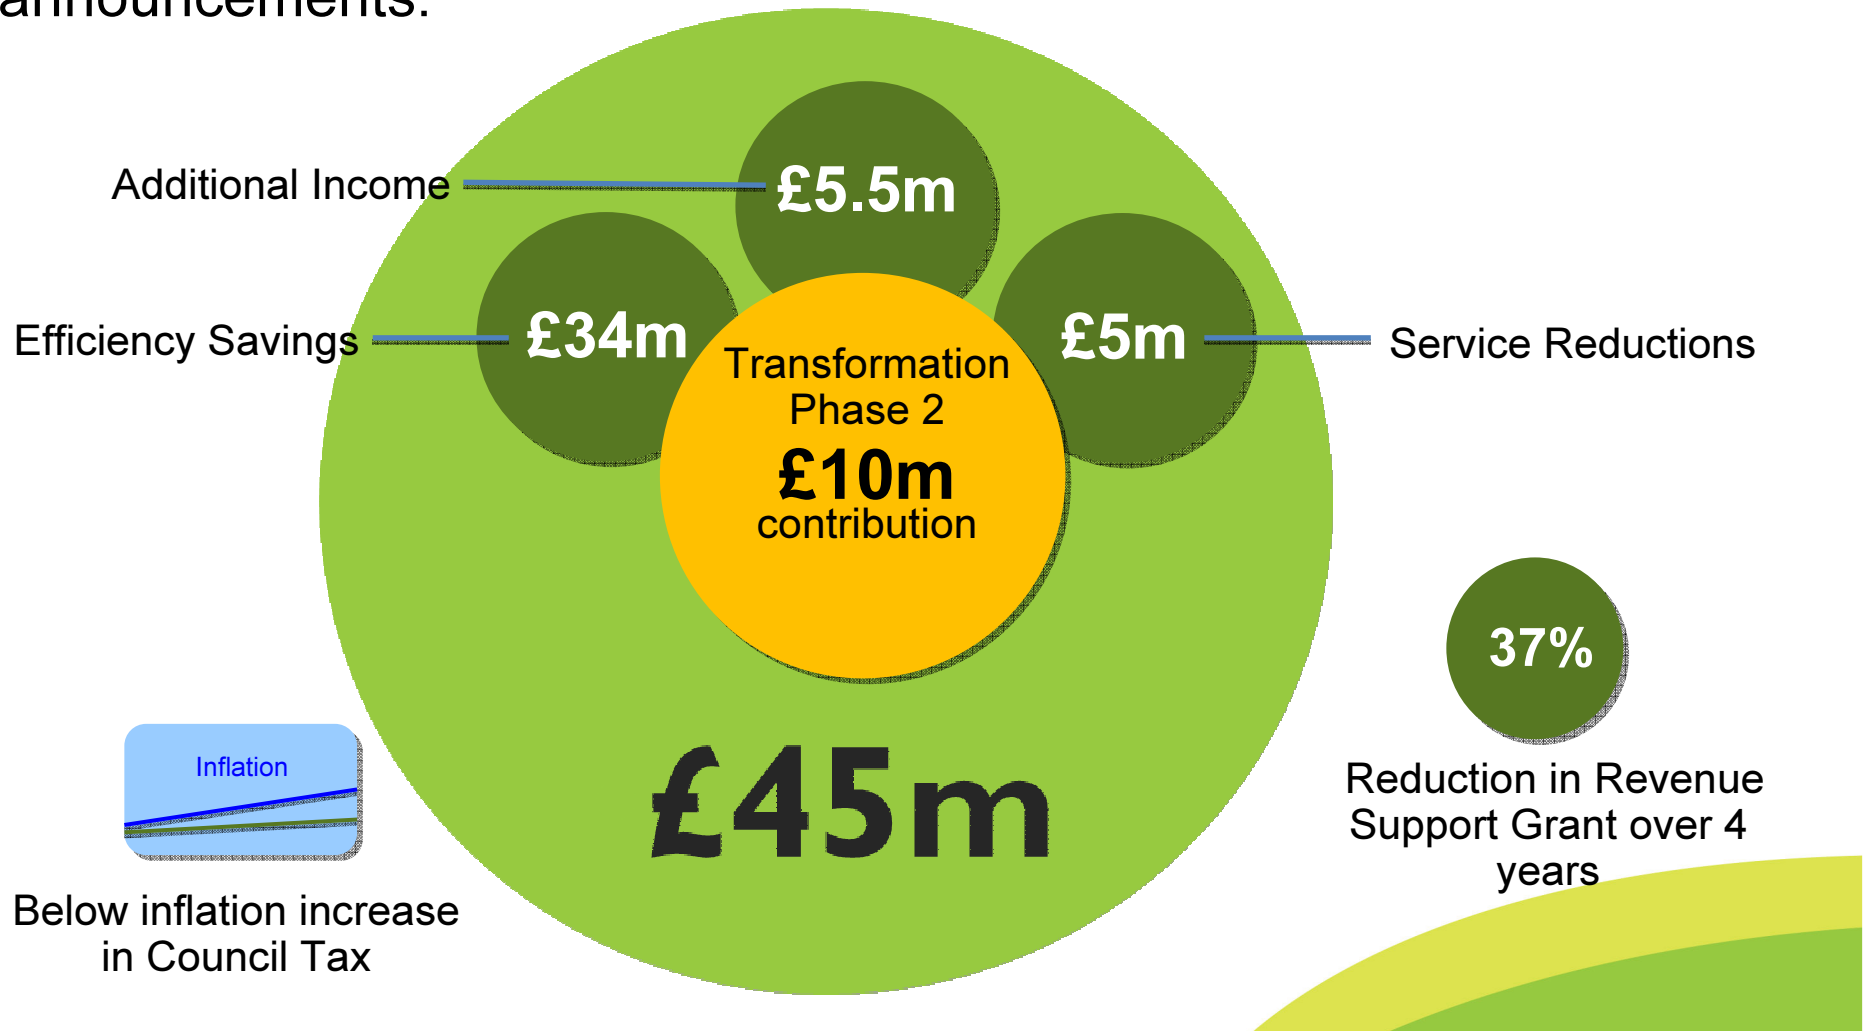 announcements:
Additional Income
£5.5m
Efficiency Savings
£34m
£5m
Service Reductions
Transformation
Phase 2
£10m
contribution
£45m
37%
Reduction in Revenue
Support Grant over 4
years
Inflation
Below inflation increase
in Council Tax